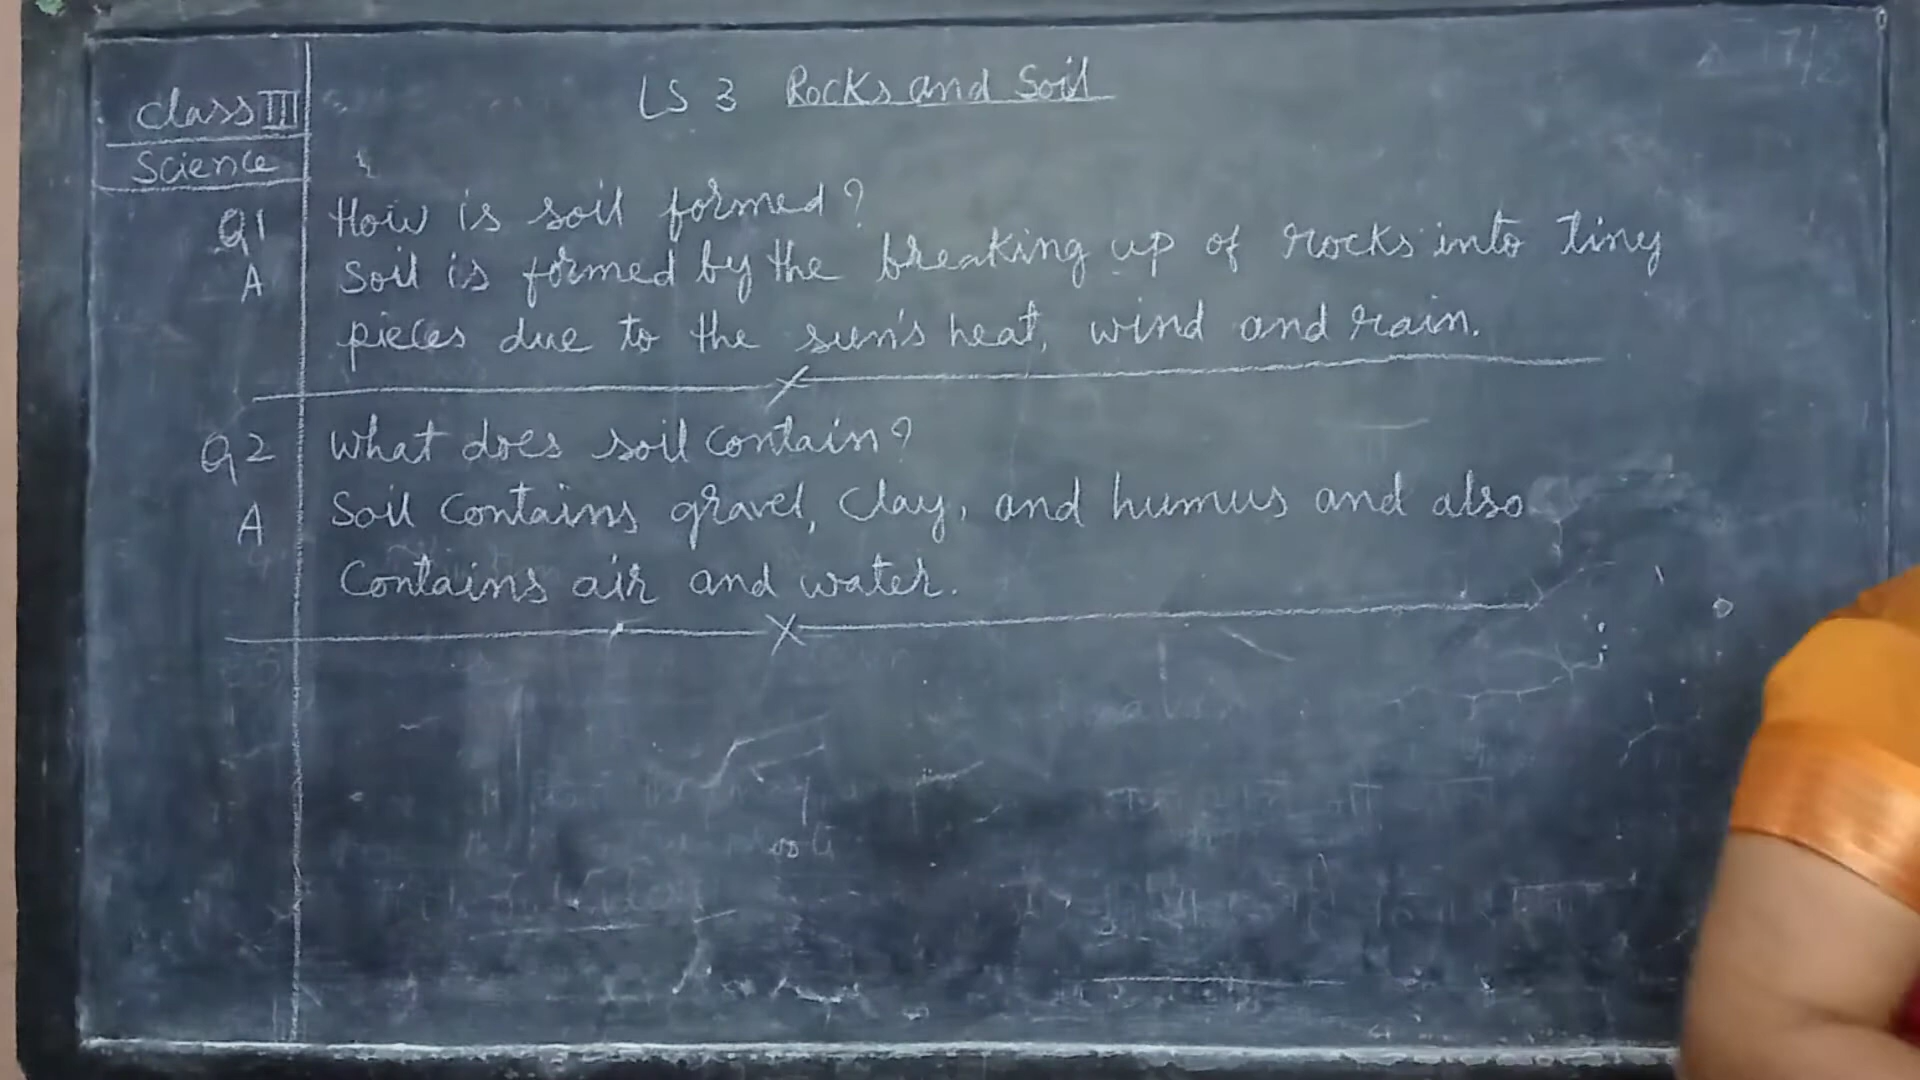 LS 3 Rocks and Soil
Class III
Science
Q1 How is soil formed?
A Soil is formed by the breaking up of rocks into tiny
pieces due to the sun's heat, wind and rain.
Q2 What does soil contain?
A Soil contains gravel, clay, and humus and also
contains air and water.